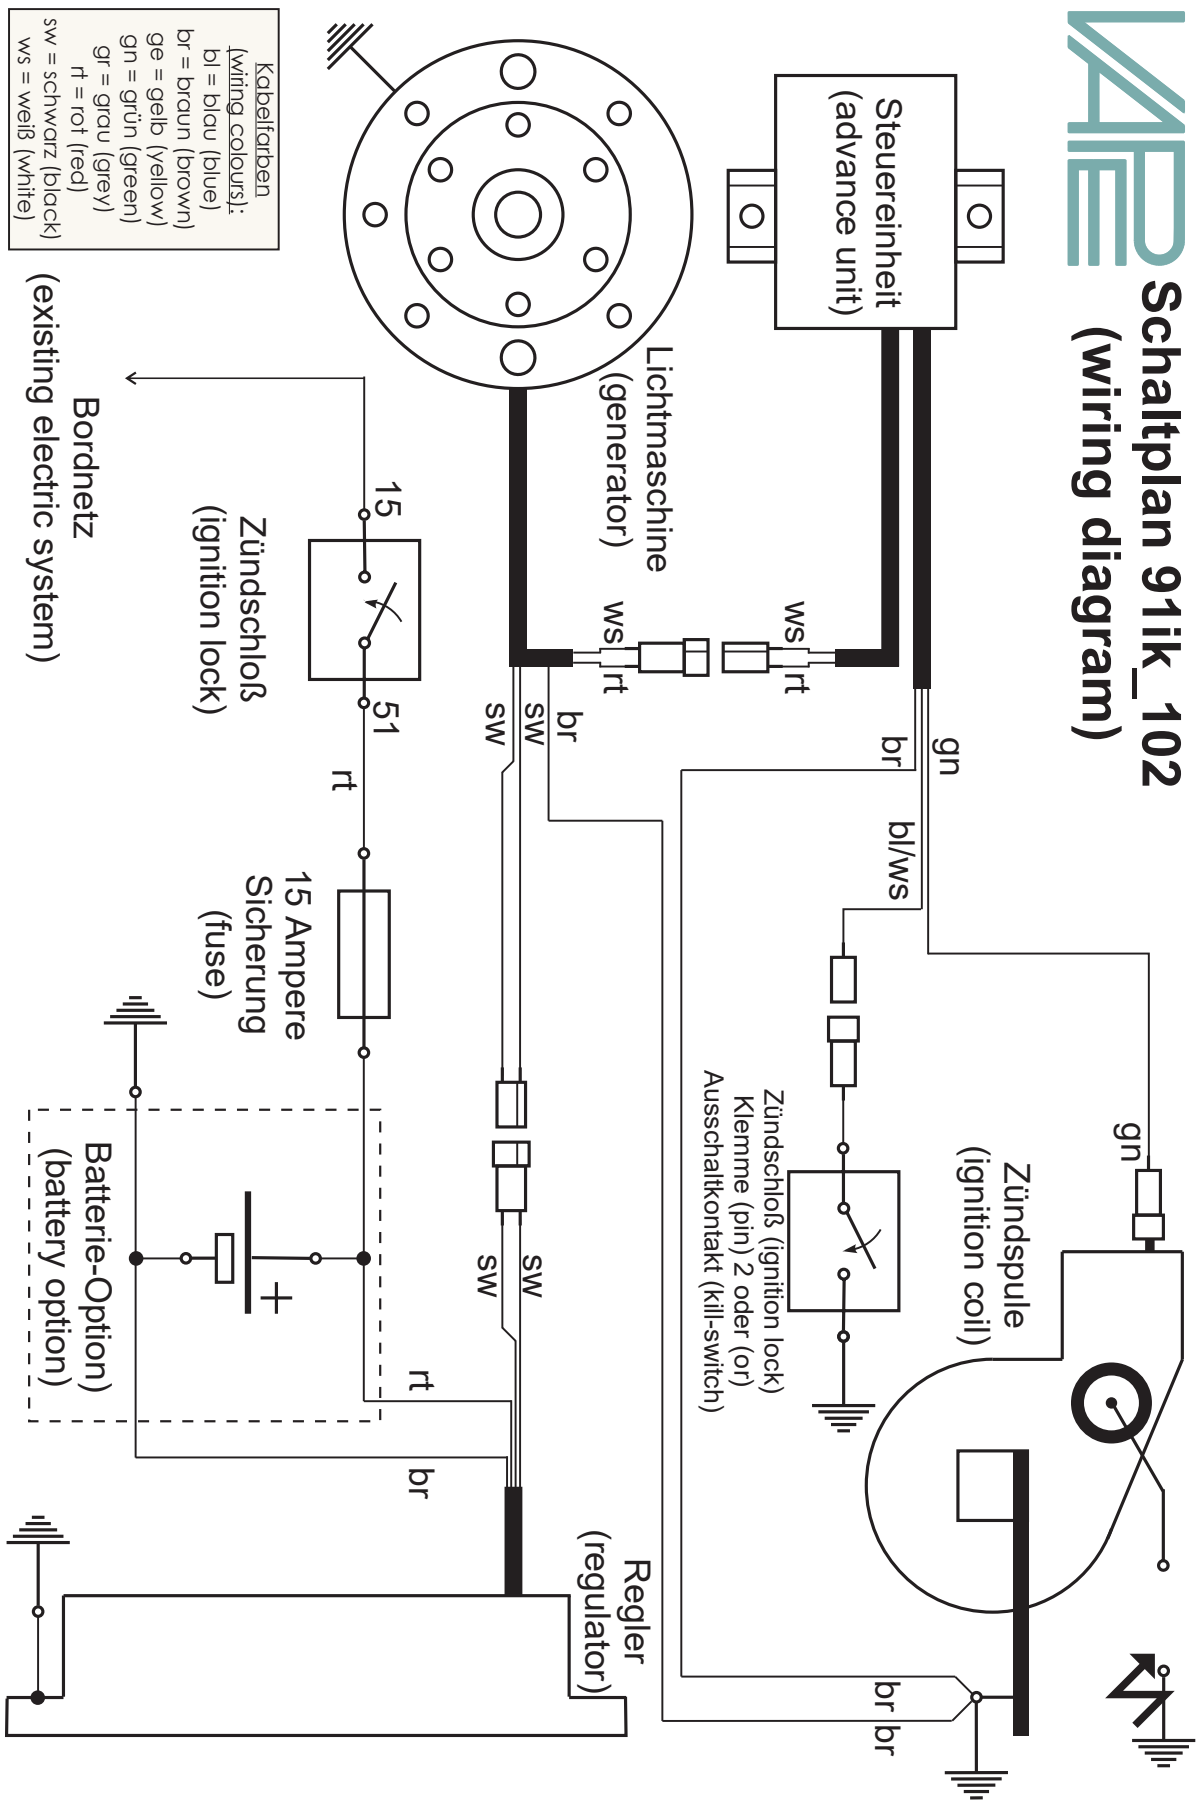 VAPE
Schaltplan 91ik_102
(wiring diagram)
Steuereinheit
(advance unit)
Lichtmaschine
(generator)
ws
rt
ws
rt
gn
br
bl/ws
br
sw
sw
gn
Zündspule
(ignition coil)
Zündschloß (ignition lock)
Klemme (pin) 2 oder (or)
Ausschaltkontakt (kill-switch)
sw
sw
rt
br
br
br
Regler
(regulator)
15
51
Zündschloß
(ignition lock)
rt
15 Ampere
Sicherung
(fuse)
+
Batterie-Option)
(battery option)
Bordnetz
(existing electric system)
Kabelfarben
(wiring colours):
bl = blau (blue)
br = braun (brown)
ge = gelb (yellow)
gn = grün (green)
gr = grau (grey)
rt = rot (red)
sw = schwarz (black)
ws = weiß (white)